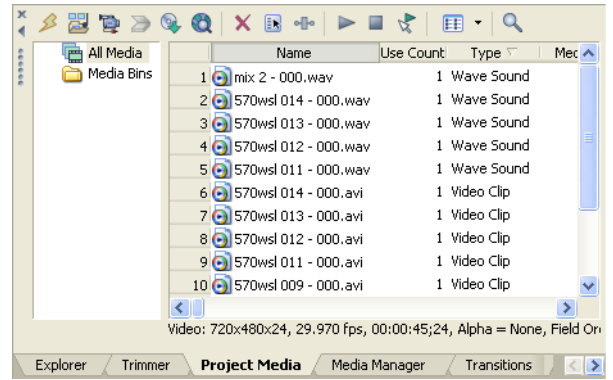 All Media
Media Bins
Name Use Count Type Mec
1 mix 2 - 000.wav 1 Wave Sound
2 570wsl 014 - 000.wav 1 Wave Sound
3 570wsl 013 - 000.wav 1 Wave Sound
4 570wsl 012 - 000.wav 1 Wave Sound
5 570wsl 011 - 000.wav 1 Wave Sound
6 570wsl 014 - 000.avi 1 Video Clip
7 570wsl 013 - 000.avi 1 Video Clip
8 570wsl 012 - 000.avi 1 Video Clip
9 570wsl 011 - 000.avi 1 Video Clip
10 570wsl 009 - 000.avi 1 Video Clip
Video: 720x480x24, 29.970 fps, 00:00:45;24, Alpha = None, Field Or
Explorer Trimmer Project Media Media Manager Transitions